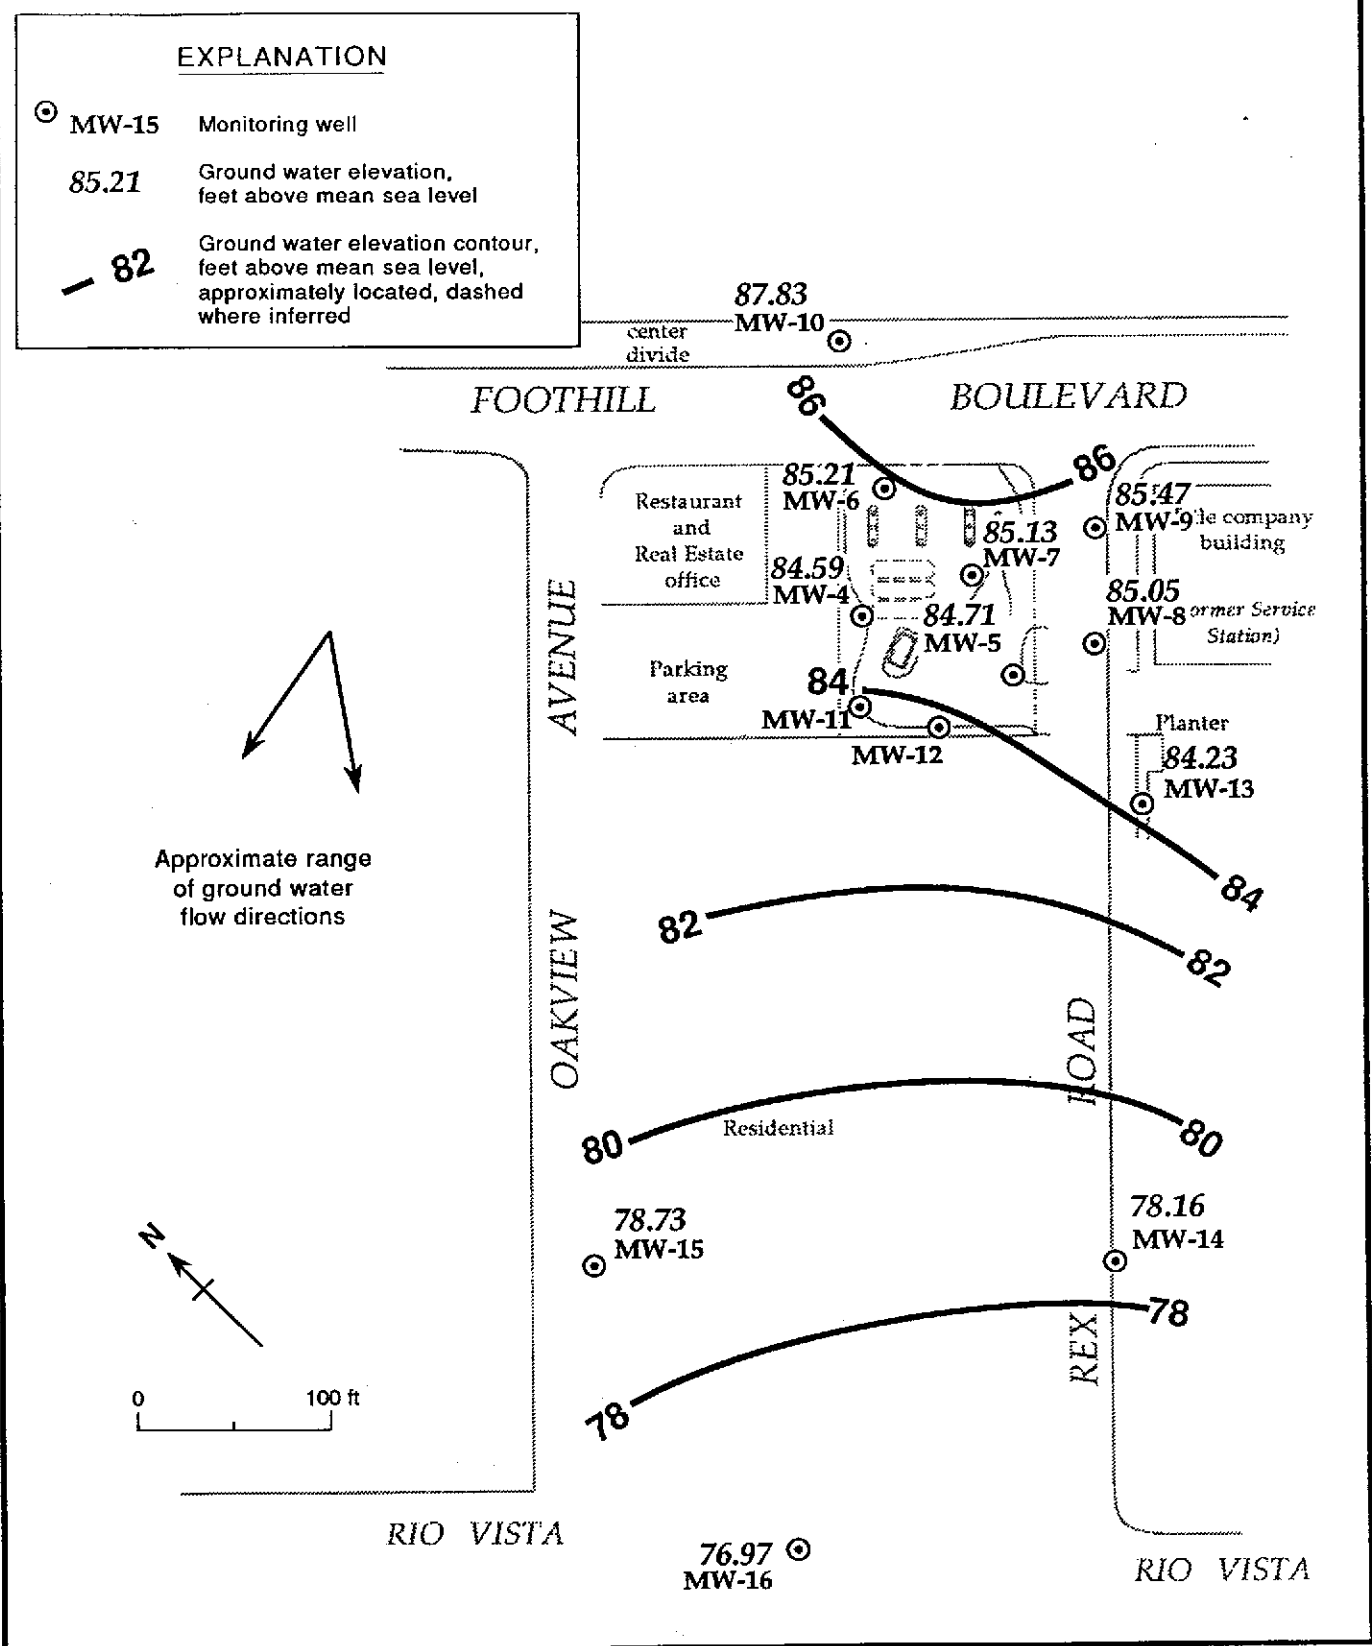 EXPLANATION
MW-15 Monitoring well
85.21 Ground water elevation,
feet above mean sea level
82 Ground water elevation contour,
feet above mean sea level,
approximately located, dashed
where inferred
87.83
MW-10
center
divide
FOOTHILL BOULEVARD
86
86
85.21
MW-6
85.47
MW-9
company
building
Restaurant
and
Real Estate
office
85.13
MW-7
84.59
MW-4
85.05
MW-8
ormer Service
Station)
84.71
MW-5
Parking
area
84
MW-11
MW-12
Planter
84.23
MW-13
84
OAKVIEW AVENUE
Approximate range
of ground water
flow directions
82
82
REX ROAD
80
Residential
80
78.73
MW-15
78.16
MW-14
N
78
78
0 100 ft
RIO VISTA
76.97
MW-16
RIO VISTA